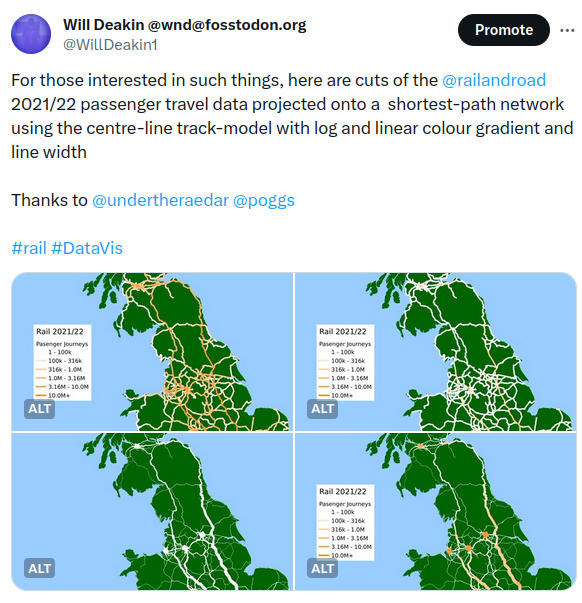 Will Deakin @wnd@fosstodon.org
@WillDeakin1
Promote
For those interested in such things, here are cuts of the @railandroad
2021/22 passenger travel data projected onto a shortest-path network
using the centre-line track-model with log and linear colour gradient and
line width
Thanks to @undertheraedar @poggs
#rail #DataVis
Rail 2021/22
Pasenger Journeys
1 - 100k
100k - 316k
316k - 1.0M
1.0M - 3.16M
3.16M - 10.0M
10.0M+
ALT
Rail 2021/22
Pasenger Journeys
1 - 100k
100k - 316k
316k - 1.0M
1.0M - 3.16M
3.16M - 10.0M
10.0M+
ALT
ALT
Rail 2021/22
Pasenger Journeys
1 - 100k
100k - 316k
316k - 1.0M
1.0M - 3.16M
3.16M - 10.0M
10.0M+
ALT